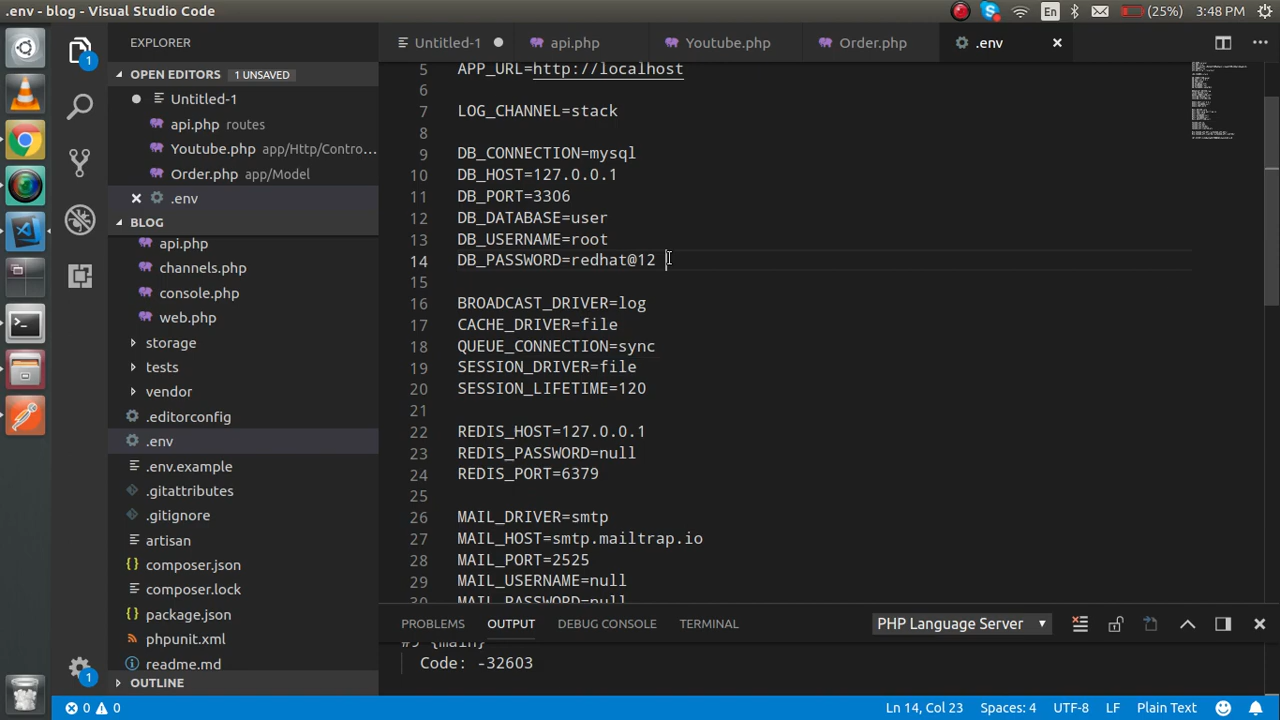 .env - blog - Visual Studio Code
En
(25%)
3:48 PM
EXPLORER
Untitled-1
api.php
Youtube.php
Order.php
.env
OPEN EDITORS
1 UNSAVED
Untitled-1
api.php routes
Youtube.php app/Http/Contro...
Order.php app/Model
.env
BLOG
api.php
channels.php
console.php
web.php
storage
tests
vendor
.editorconfig
.env
.env.example
.gitattributes
.gitignore
artisan
composer.json
composer.lock
package.json
phpunit.xml
readme.md
OUTLINE
1
1
5 APP_URL=http://localhost
6
7 LOG_CHANNEL=stack
8
9 DB_CONNECTION=mysql
10 DB_HOST=127.0.0.1
11 DB_PORT=3306
12 DB_DATABASE=user
13 DB_USERNAME=root
14 DB_PASSWORD=redhat@12
15
16 BROADCAST_DRIVER=log
17 CACHE_DRIVER=file
18 QUEUE_CONNECTION=sync
19 SESSION_DRIVER=file
20 SESSION_LIFETIME=120
21
22 REDIS_HOST=127.0.0.1
23 REDIS_PASSWORD=null
24 REDIS_PORT=6379
25
26 MAIL_DRIVER=smtp
27 MAIL_HOST=smtp.mailtrap.io
28 MAIL_PORT=2525
29 MAIL_USERNAME=null
30 MAIL_PASSWORD=null
PROBLEMS
OUTPUT
DEBUG CONSOLE
TERMINAL
PHP Language Server
#9 {main}
Code: -32603
0
0
Ln 14, Col 23
Spaces: 4
UTF-8
LF
Plain Text